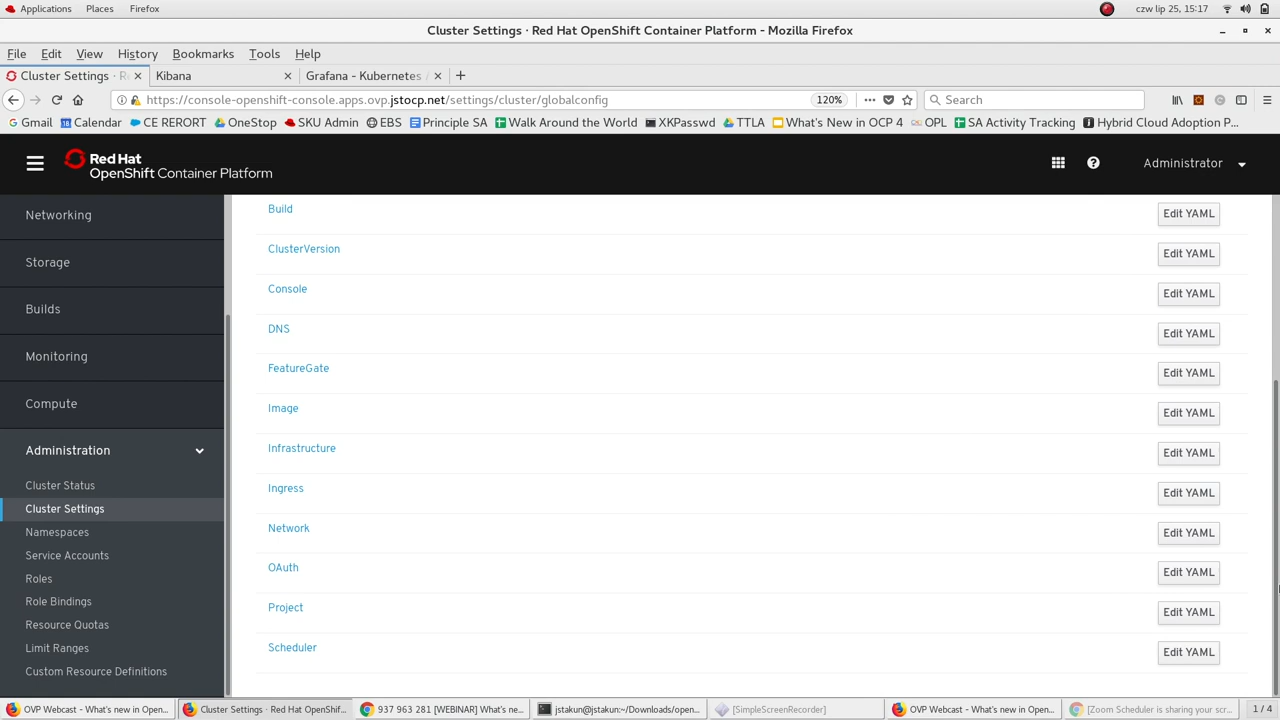 Applications Places Firefox czw lip 25, 15:17
Cluster Settings · Red Hat OpenShift Container Platform - Mozilla Firefox
File Edit View History Bookmarks Tools Help
Cluster Settings · R × Kibana × Grafana - Kubernetes / × +
https://console-openshift-console.apps.ovp.jstocp.net/settings/cluster/globalconfig 120% ••• Search
Gmail Calendar CE RERORT OneStop SKU Admin EBS Principle SA Walk Around the World XKPasswd TTLA What's New in OCP 4 OPL SA Activity Tracking Hybrid Cloud Adoption P...
Red Hat
OpenShift Container Platform
Administrator
Networking
Storage
Builds
Monitoring
Compute
Administration
Cluster Status
Cluster Settings
Namespaces
Service Accounts
Roles
Role Bindings
Resource Quotas
Limit Ranges
Custom Resource Definitions
Build Edit YAML
ClusterVersion Edit YAML
Console Edit YAML
DNS Edit YAML
FeatureGate Edit YAML
Image Edit YAML
Infrastructure Edit YAML
Ingress Edit YAML
Network Edit YAML
OAuth Edit YAML
Project Edit YAML
Scheduler Edit YAML
OVP Webcast - What's new in Open... Cluster Settings · Red Hat OpenShif... 937 963 281 [WEBINAR] What's ne... jstakun@jstakun:~/Downloads/open... [SimpleScreenRecorder] OVP Webcast - What's new in Open... [Zoom Scheduler is sharing your scr... 1 / 4